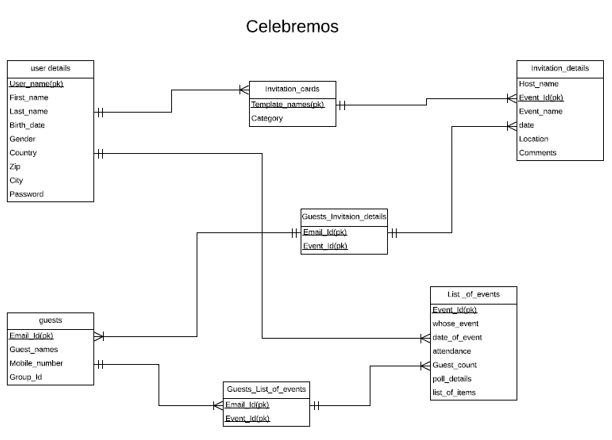 Celebremos
user details
User_name(pk)
First_name
Last_name
Birth_date
Gender
Country
Zip
City
Password
Invitation_cards
Template_names(pk)
Category
Invitation_details
Host_name
Event_Id(pk)
Event_name
date
Location
Comments
Guests_Invitaion_details
Email_Id(pk)
Event_Id(pk)
guests
Email_Id(pk)
Guest_names
Mobile_number
Group_Id
Guests_List_of_events
Email_Id(pk)
Event_Id(pk)
List _of_events
Event_Id(pk)
whose_event
date_of_event
attendance
Guest_count
poll_details
list_of_items